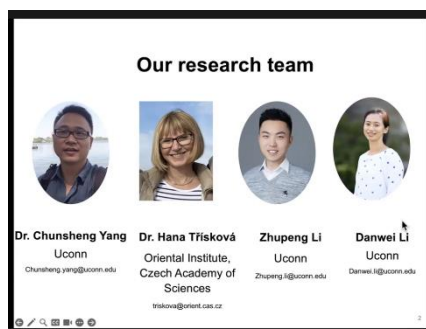 Our research team
Dr. Chunsheng Yang
Uconn
Chunsheng.yang@uconn.edu
Dr. Hana Třísková
Oriental Institute,
Czech Academy of
Sciences
triskova@orient.cas.cz
Zhupeng Li
Uconn
Zhupeng.li@uconn.edu
Danwei Li
Uconn
Danwei.li@uconn.edu
2